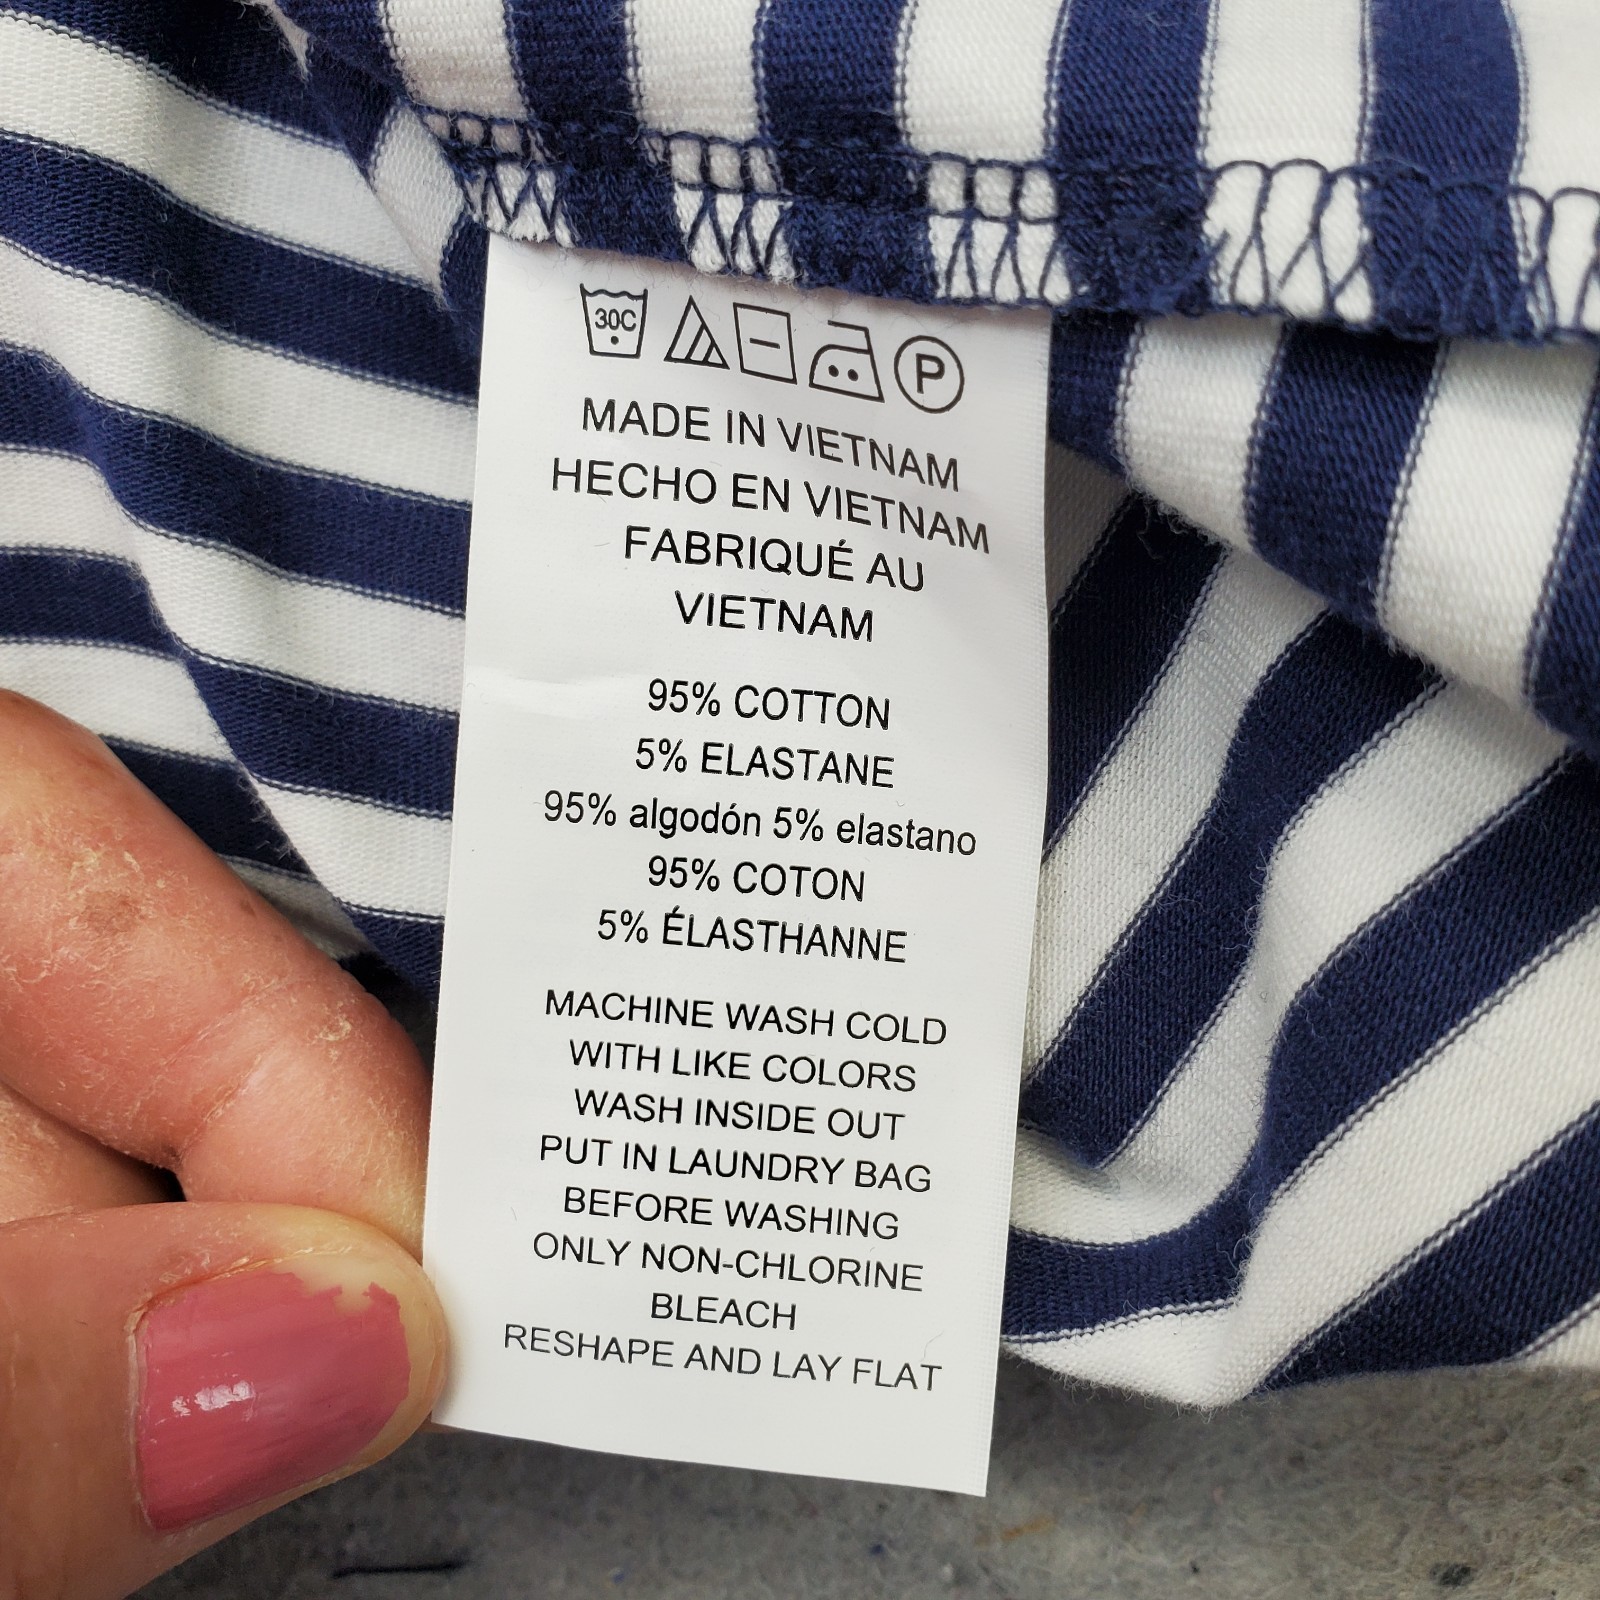 30C P
MADE IN VIETNAM
HECHO EN VIETNAM
FABRIQUÉ AU
VIETNAM
95% COTTON
5% ELASTANE
95% algodón 5% elastano
95% COTON
5% ÉLASTHANNE
MACHINE WASH COLD
WITH LIKE COLORS
WASH INSIDE OUT
PUT IN LAUNDRY BAG
BEFORE WASHING
ONLY NON-CHLORINE
BLEACH
RESHAPE AND LAY FLAT